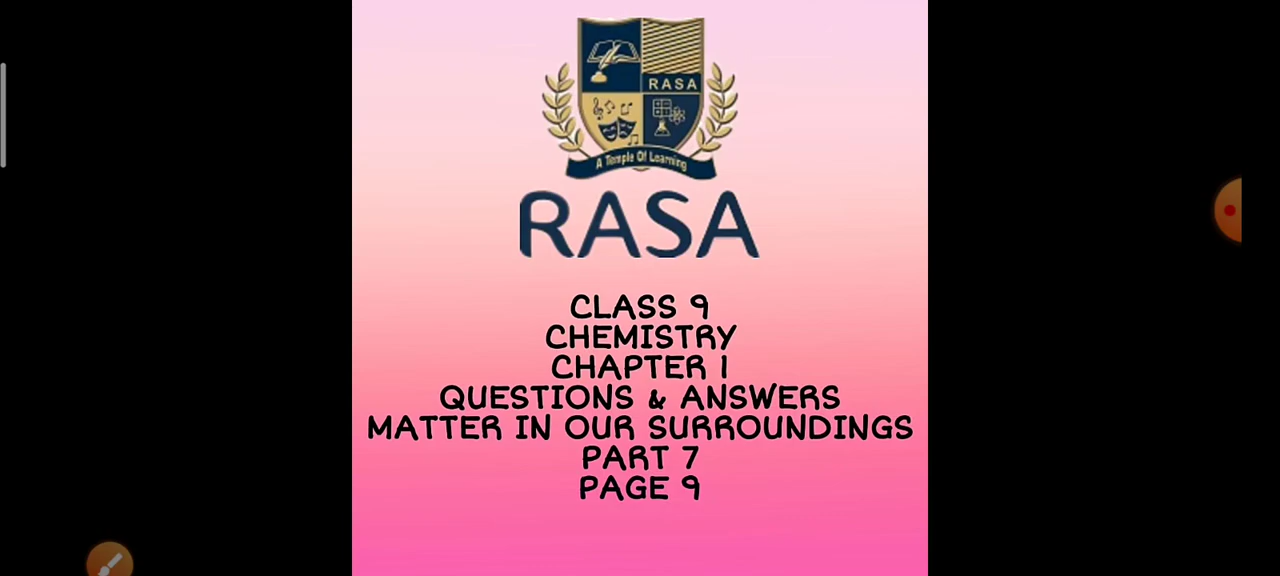 RASA
A Temple Of Learning
RASA
CLASS 9
CHEMISTRY
CHAPTER 1
QUESTIONS & ANSWERS
MATTER IN OUR SURROUNDINGS
PART 7
PAGE 9